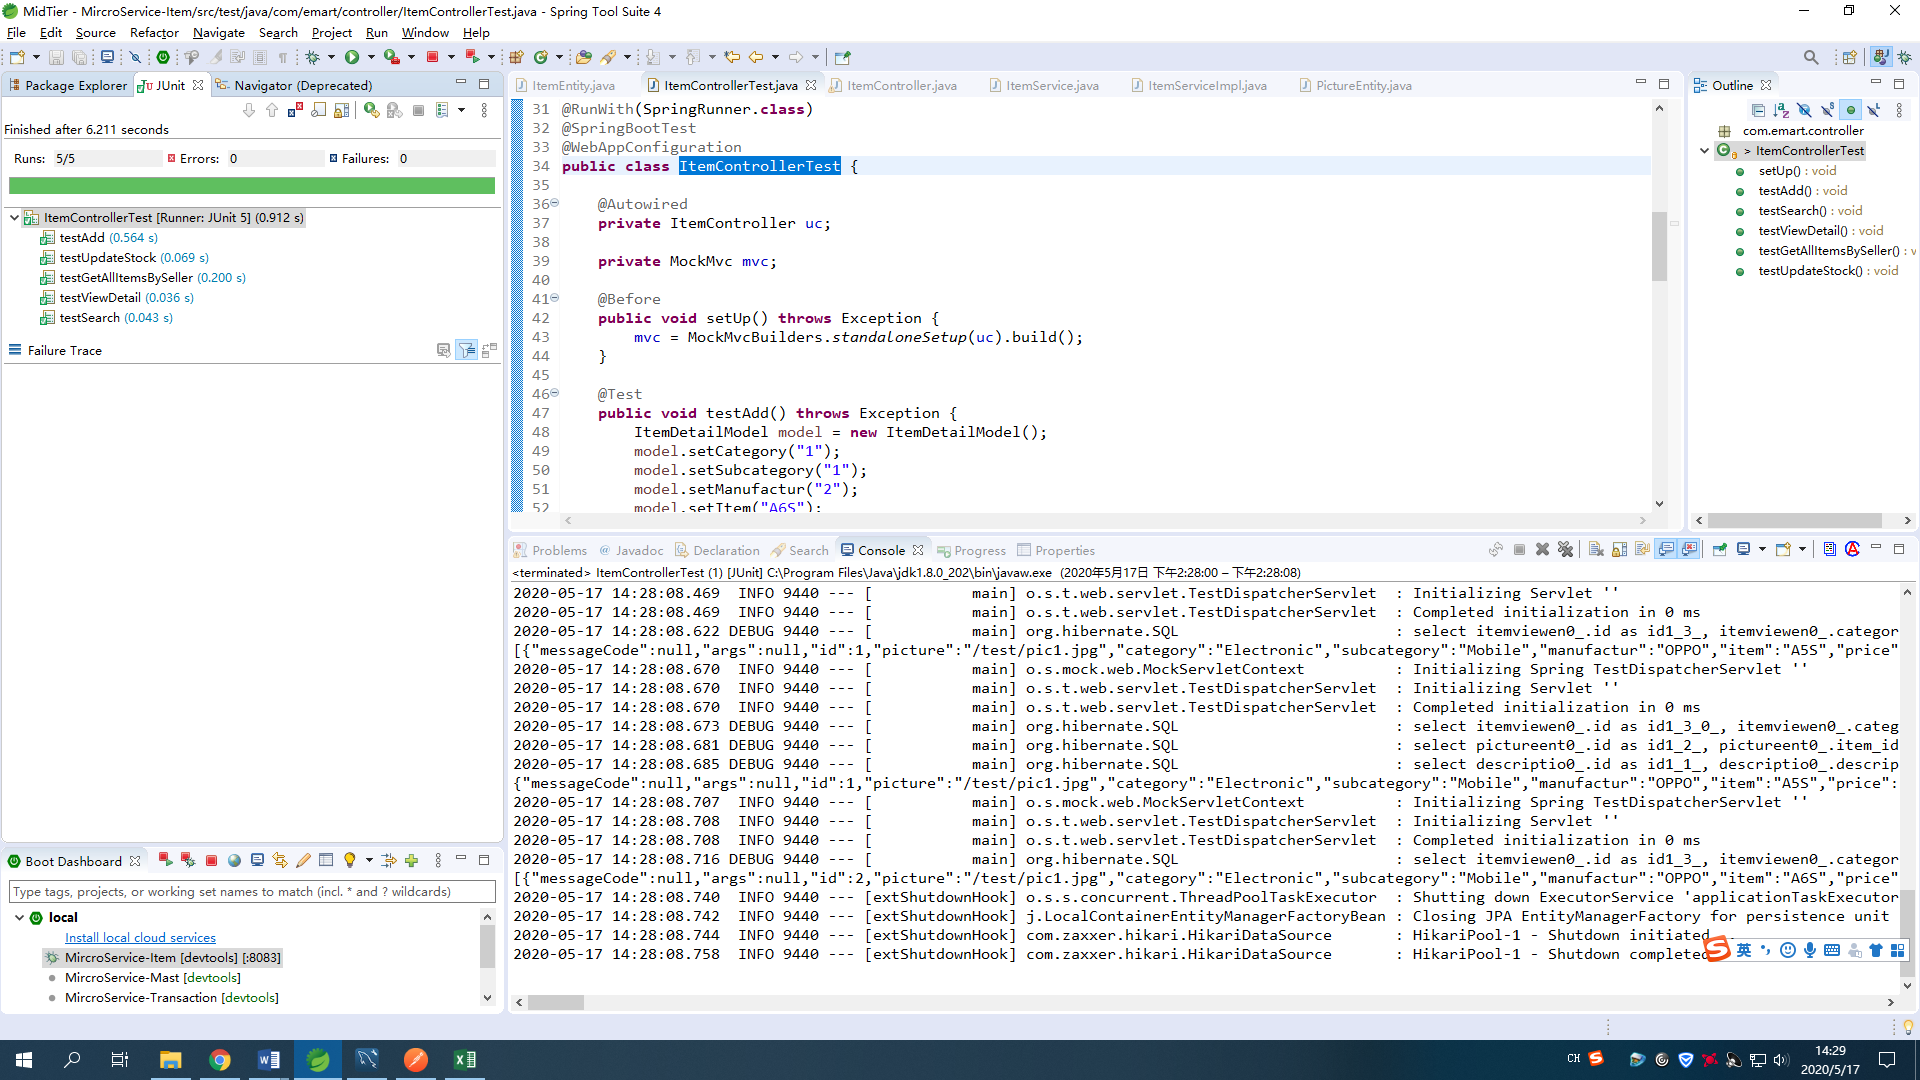 MidTier - MircroService-Item/src/test/java/com/emart/controller/ItemControllerTest.java - Spring Tool Suite 4
File Edit Source Refactor Navigate Search Project Run Window Help
Package Explorer JUnit Navigator (Deprecated)
Finished after 6.211 seconds
Runs: 5/5 Errors: 0 Failures: 0
ItemControllerTest [Runner: JUnit 5] (0.912 s)
testAdd (0.564 s)
testUpdateStock (0.069 s)
testGetAllItemsBySeller (0.200 s)
testViewDetail (0.036 s)
testSearch (0.043 s)
Failure Trace
Boot Dashboard
Type tags, projects, or working set names to match (incl. * and ? wildcards)
local
Install local cloud services
MircroService-Item [devtools] [:8083]
MircroService-Mast [devtools]
MircroService-Transaction [devtools]
ItemEntity.java ItemControllerTest.java ItemController.java ItemService.java ItemServiceImpl.java PictureEntity.java
31 @RunWith(SpringRunner.class)
32 @SpringBootTest
33 @WebAppConfiguration
34 public class ItemControllerTest {
35
36 @Autowired
37 private ItemController uc;
38
39 private MockMvc mvc;
40
41 @Before
42 public void setUp() throws Exception {
43 mvc = MockMvcBuilders.standaloneSetup(uc).build();
44 }
45
46 @Test
47 public void testAdd() throws Exception {
48 ItemDetailModel model = new ItemDetailModel();
49 model.setCategory("1");
50 model.setSubcategory("1");
51 model.setManufactur("2");
52 model.setItem("A6S");
Outline
com.emart.controller
> ItemControllerTest
setUp() : void
testAdd() : void
testSearch() : void
testViewDetail() : void
testGetAllItemsBySeller() : v
testUpdateStock() : void
Problems @ Javadoc Declaration Search Console Progress Properties
<terminated> ItemControllerTest (1) [JUnit] C:\Program Files\Java\jdk1.8.0_202\bin\javaw.exe (2020年5月17日 下午2:28:00 – 下午2:28:08)
2020-05-17 14:28:08.469 INFO 9440 --- [ main] o.s.t.web.servlet.TestDispatcherServlet : Initializing Servlet ''
2020-05-17 14:28:08.469 INFO 9440 --- [ main] o.s.t.web.servlet.TestDispatcherServlet : Completed initialization in 0 ms
2020-05-17 14:28:08.622 DEBUG 9440 --- [ main] org.hibernate.SQL : select itemviewen0_.id as id1_3_, itemviewen0_.categor
[{"messageCode":null,"args":null,"id":1,"picture":"/test/pic1.jpg","category":"Electronic","subcategory":"Mobile","manufactur":"OPPO","item":"A5S","price"
2020-05-17 14:28:08.670 INFO 9440 --- [ main] o.s.mock.web.MockServletContext : Initializing Spring TestDispatcherServlet ''
2020-05-17 14:28:08.670 INFO 9440 --- [ main] o.s.t.web.servlet.TestDispatcherServlet : Initializing Servlet ''
2020-05-17 14:28:08.670 INFO 9440 --- [ main] o.s.t.web.servlet.TestDispatcherServlet : Completed initialization in 0 ms
2020-05-17 14:28:08.673 DEBUG 9440 --- [ main] org.hibernate.SQL : select itemviewen0_.id as id1_3_0_, itemviewen0_.categ
2020-05-17 14:28:08.681 DEBUG 9440 --- [ main] org.hibernate.SQL : select pictureent0_.id as id1_2_, pictureent0_.item_id
2020-05-17 14:28:08.685 DEBUG 9440 --- [ main] org.hibernate.SQL : select descriptio0_.id as id1_1_, descriptio0_.descrip
{"messageCode":null,"args":null,"id":1,"picture":"/test/pic1.jpg","category":"Electronic","subcategory":"Mobile","manufactur":"OPPO","item":"A5S","price":
2020-05-17 14:28:08.707 INFO 9440 --- [ main] o.s.mock.web.MockServletContext : Initializing Spring TestDispatcherServlet ''
2020-05-17 14:28:08.708 INFO 9440 --- [ main] o.s.t.web.servlet.TestDispatcherServlet : Initializing Servlet ''
2020-05-17 14:28:08.708 INFO 9440 --- [ main] o.s.t.web.servlet.TestDispatcherServlet : Completed initialization in 0 ms
2020-05-17 14:28:08.716 DEBUG 9440 --- [ main] org.hibernate.SQL : select itemviewen0_.id as id1_3_, itemviewen0_.categor
[{"messageCode":null,"args":null,"id":2,"picture":"/test/pic1.jpg","category":"Electronic","subcategory":"Mobile","manufactur":"OPPO","item":"A6S","price"
2020-05-17 14:28:08.740 INFO 9440 --- [extShutdownHook] o.s.s.concurrent.ThreadPoolTaskExecutor : Shutting down ExecutorService 'applicationTaskExecutor
2020-05-17 14:28:08.742 INFO 9440 --- [extShutdownHook] j.LocalContainerEntityManagerFactoryBean : Closing JPA EntityManagerFactory for persistence unit
2020-05-17 14:28:08.744 INFO 9440 --- [extShutdownHook] com.zaxxer.hikari.HikariDataSource : HikariPool-1 - Shutdown initiated
2020-05-17 14:28:08.758 INFO 9440 --- [extShutdownHook] com.zaxxer.hikari.HikariDataSource : HikariPool-1 - Shutdown completed
英
CH
14:29
2020/5/17